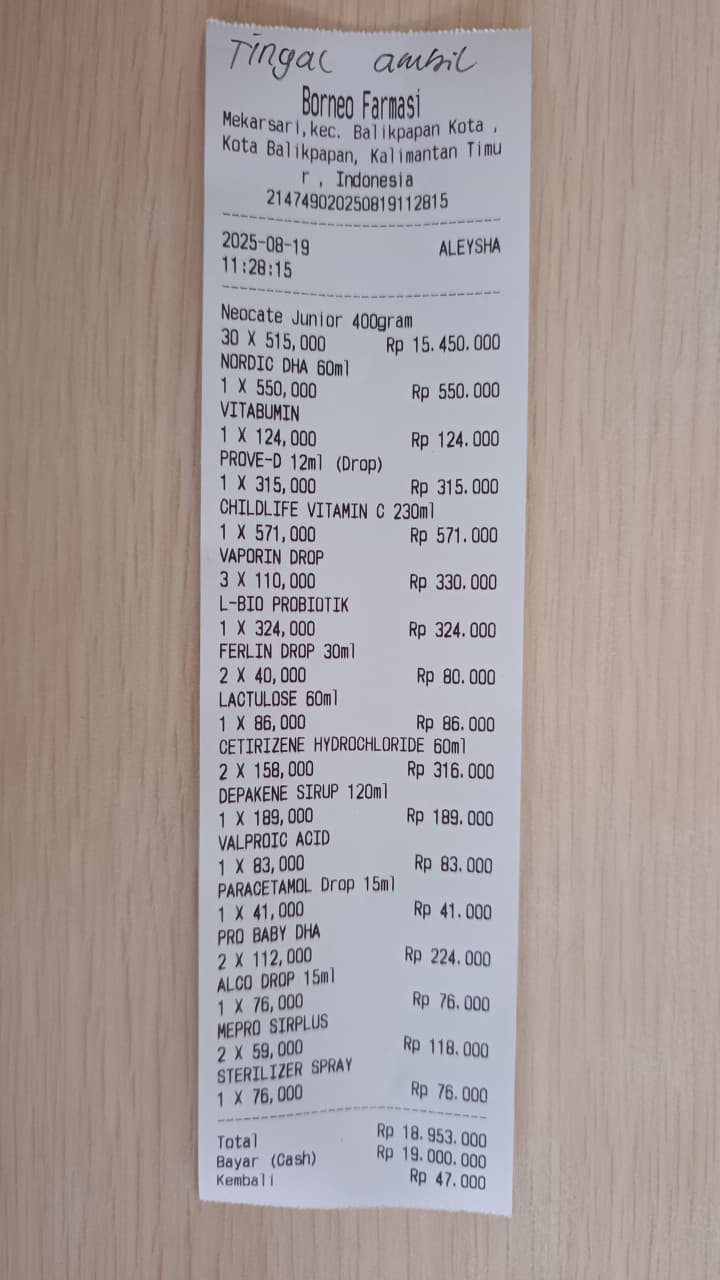 Tingal ambil
Borneo Farmasi
Mekarsari,kec. Balikpapan Kota ,
Kota Balikpapan, Kalimantan Timu
r , Indonesia
214749020250819112815
2025-08-19 ALEYSHA
11:28:15
Neocate Junior 400gram
30 X 515,000 Rp 15.450.000
NORDIC DHA 60ml
1 X 550,000 Rp 550.000
VITABUMIN
1 X 124,000 Rp 124.000
PROVE-D 12ml (Drop)
1 X 315,000 Rp 315.000
CHILDLIFE VITAMIN C 230ml
1 X 571,000 Rp 571.000
VAPORIN DROP
3 X 110,000 Rp 330.000
L-BIO PROBIOTIK
1 X 324,000 Rp 324.000
FERLIN DROP 30ml
2 X 40,000 Rp 80.000
LACTULOSE 60ml
1 X 86,000 Rp 86.000
CETIRIZENE HYDROCHLORIDE 60ml
2 X 158,000 Rp 316.000
DEPAKENE SIRUP 120ml
1 X 189,000 Rp 189.000
VALPROIC ACID
1 X 83,000 Rp 83.000
PARACETAMOL Drop 15ml
1 X 41,000 Rp 41.000
PRO BABY DHA
2 X 112,000 Rp 224.000
ALCO DROP 15ml
1 X 76,000 Rp 76.000
MEPRO SIRPLUS
2 X 59,000 Rp 118.000
STERILIZER SPRAY
1 X 76,000 Rp 76.000
Total Rp 18.953.000
Bayar (Cash) Rp 19.000.000
Kembali Rp 47.000